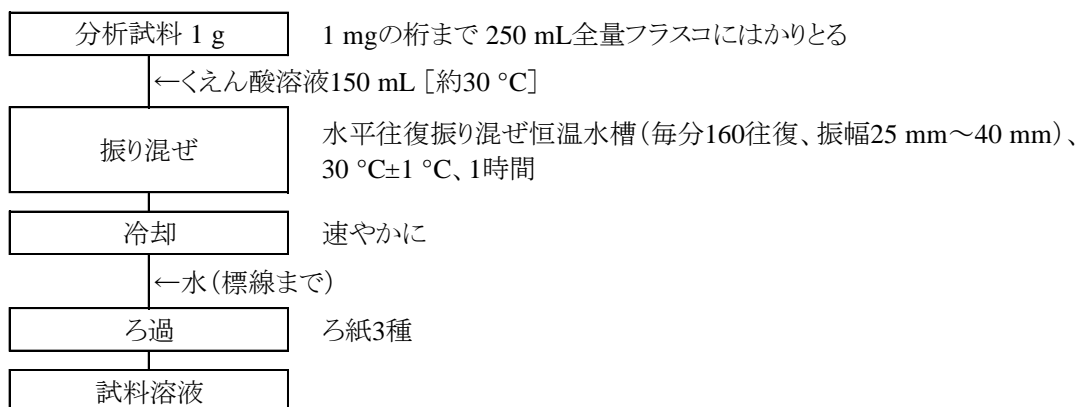 分析試料 1 g
1 mgの桁まで 250 mL全量フラスコにはかりとる
←くえん酸溶液150 mL［約30 °C］
振り混ぜ
水平往復振り混ぜ恒温水槽（毎分160往復、振幅25 mm～40 mm）、
30 °C±1 °C、1時間
冷却
速やかに
←水（標線まで）
ろ過
ろ紙3種
試料溶液